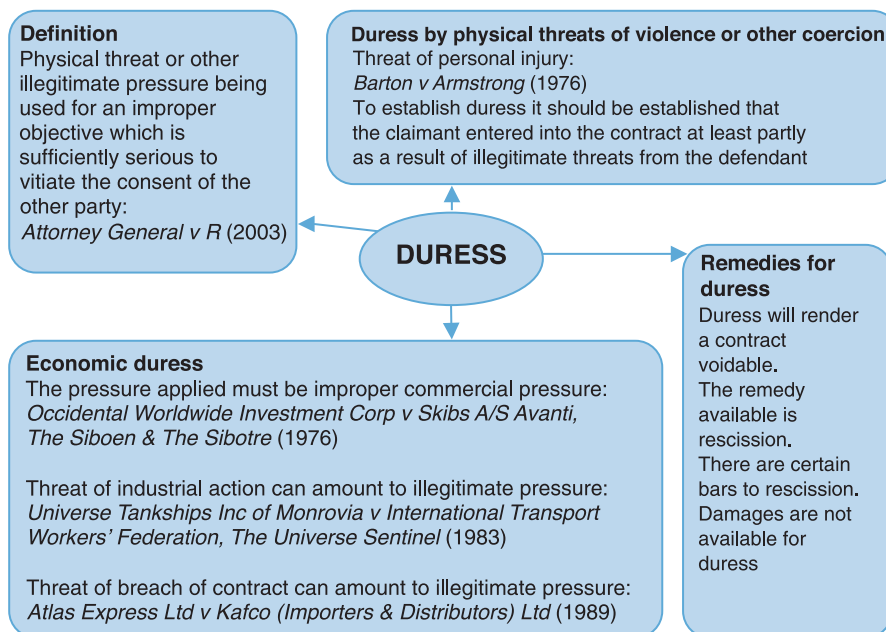 Definition
Physical threat or other
illegitimate pressure being
used for an improper
objective which is
sufficiently serious to
vitiate the consent of the
other party:
Attorney General v R (2003)
Duress by physical threats of violence or other coercion
Threat of personal injury:
Barton v Armstrong (1976)
To establish duress it should be established that
the claimant entered into the contract at least partly
as a result of illegitimate threats from the defendant
DURESS
Remedies for
duress
Duress will render
a contract
voidable.
The remedy
available is
rescission.
There are certain
bars to rescission.
Damages are not
available for
duress
Economic duress
The pressure applied must be improper commercial pressure:
Occidental Worldwide Investment Corp v Skibs A/S Avanti,
The Siboen & The Sibotre (1976)
Threat of industrial action can amount to illegitimate pressure:
Universe Tankships Inc of Monrovia v International Transport
Workers' Federation, The Universe Sentinel (1983)
Threat of breach of contract can amount to illegitimate pressure:
Atlas Express Ltd v Kafco (Importers & Distributors) Ltd (1989)